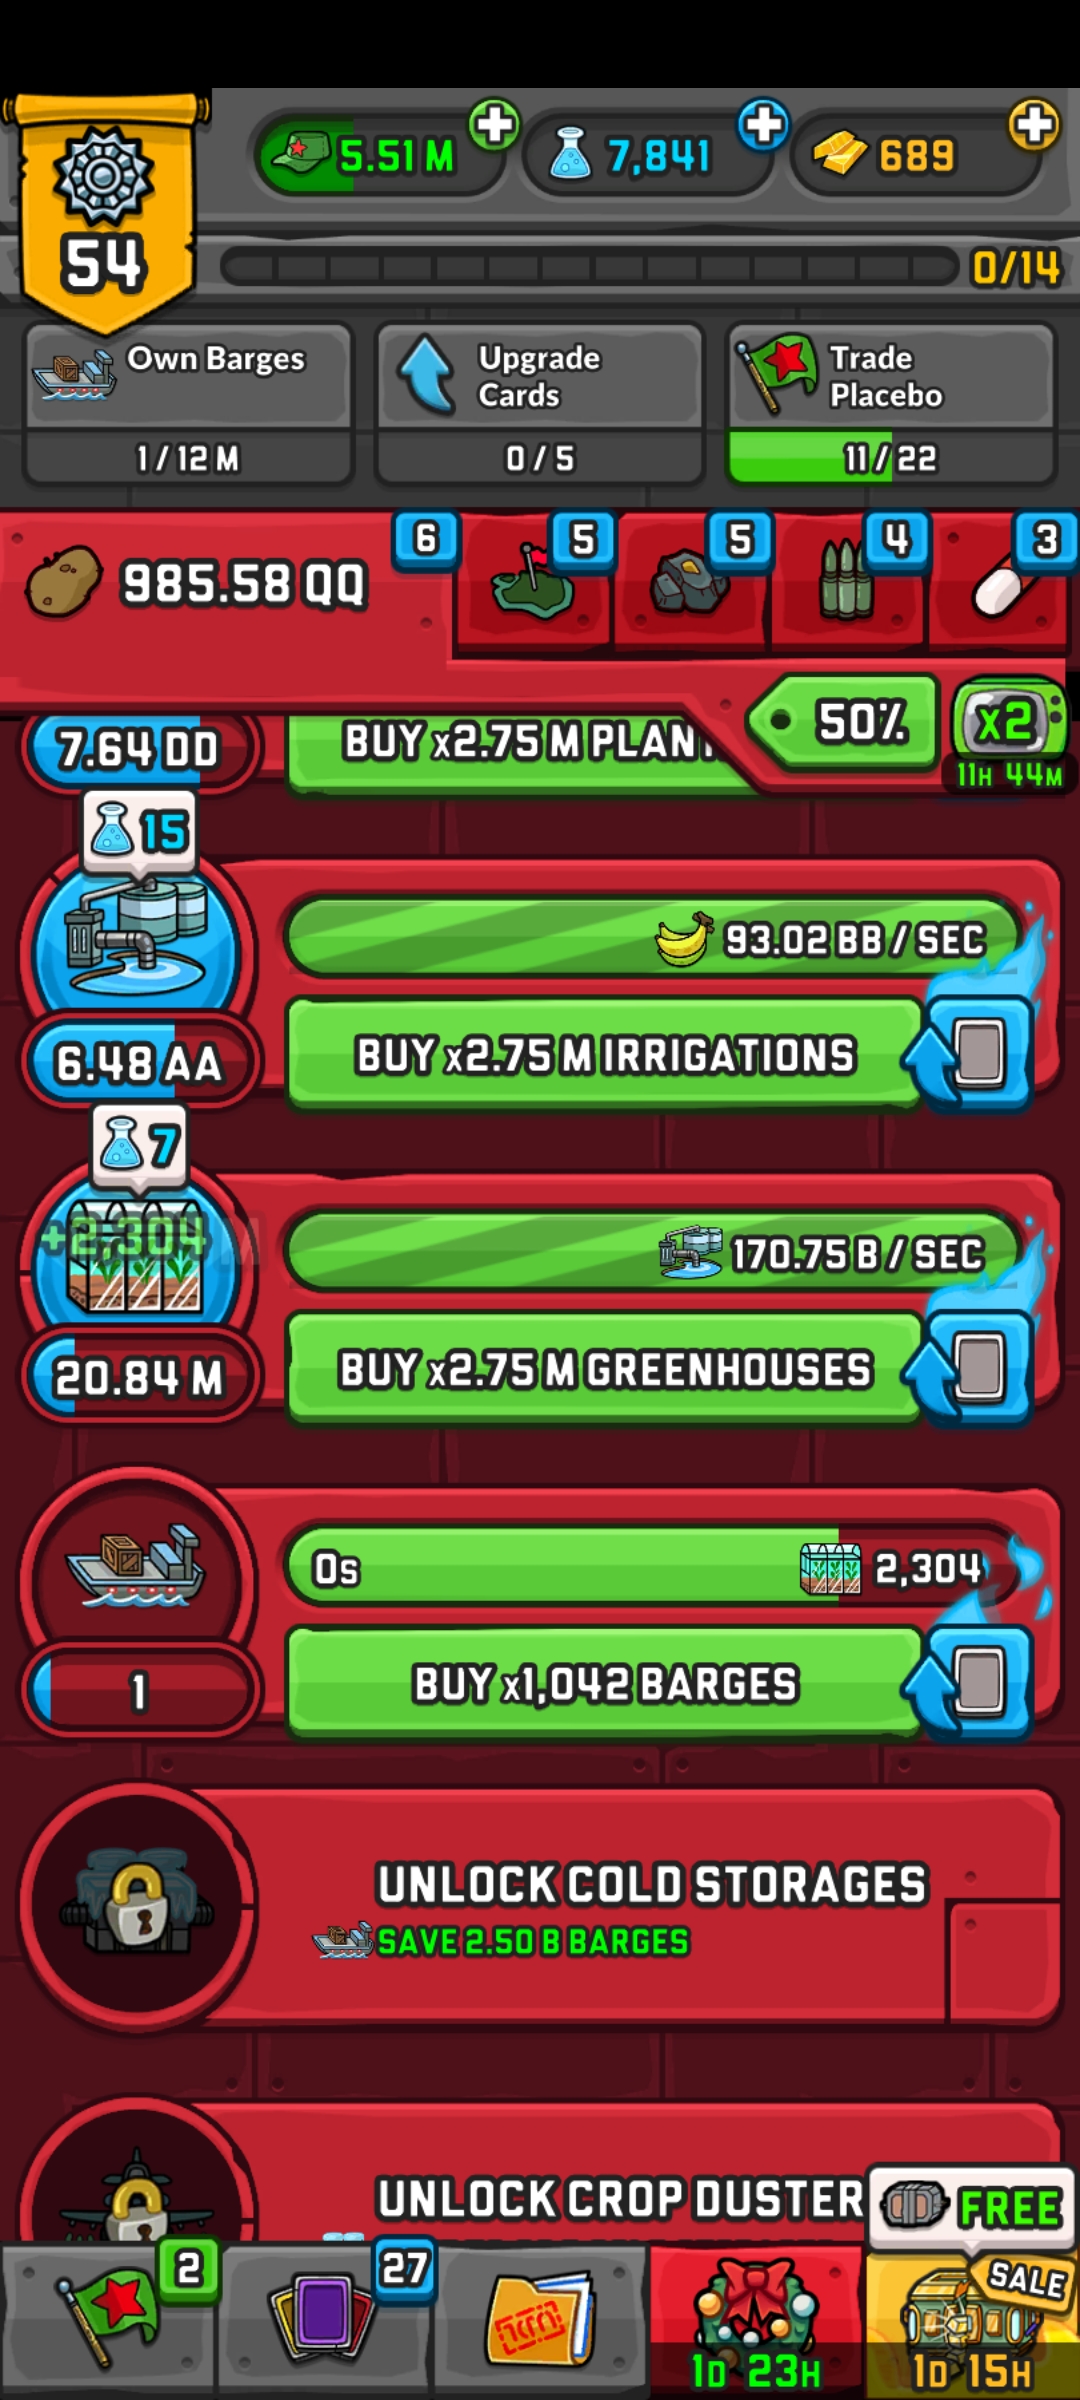 5.51 M
7,841
689
54
0/14
Own Barges
1 / 12 M
Upgrade
Cards
0 / 5
Trade
Placebo
11 / 22
985.58 QQ
6
5
5
4
3
50%
x2
11H 44M
7.64 DD
BUY x2.75 M PLANT
15
93.02 BB / SEC
6.48 AA
BUY x2.75 M IRRIGATIONS
7
+2,304
170.75 B / SEC
20.84 M
BUY x2.75 M GREENHOUSES
0s
2,304
1
BUY x1,042 BARGES
UNLOCK COLD STORAGES
SAVE 2.50 B BARGES
UNLOCK CROP DUSTER
FREE
2
27
SALE
1D 23H
1D 15H